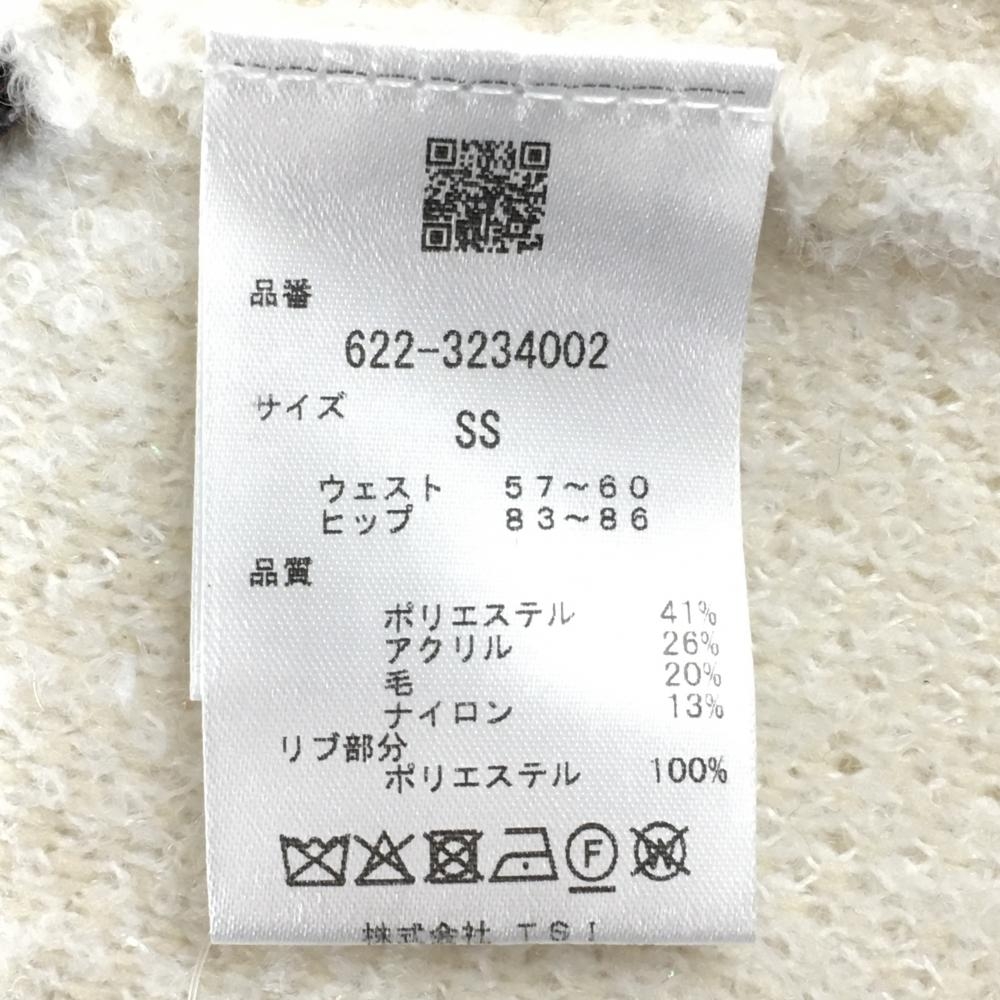 品番
622-3234002
サイズ
SS
ウェスト 57～60
ヒップ 83～86
品質
ポリエステル 41%
アクリル 26%
毛 20%
ナイロン 13%
リブ部分
ポリエステル 100%
F W
株式会社 TSI